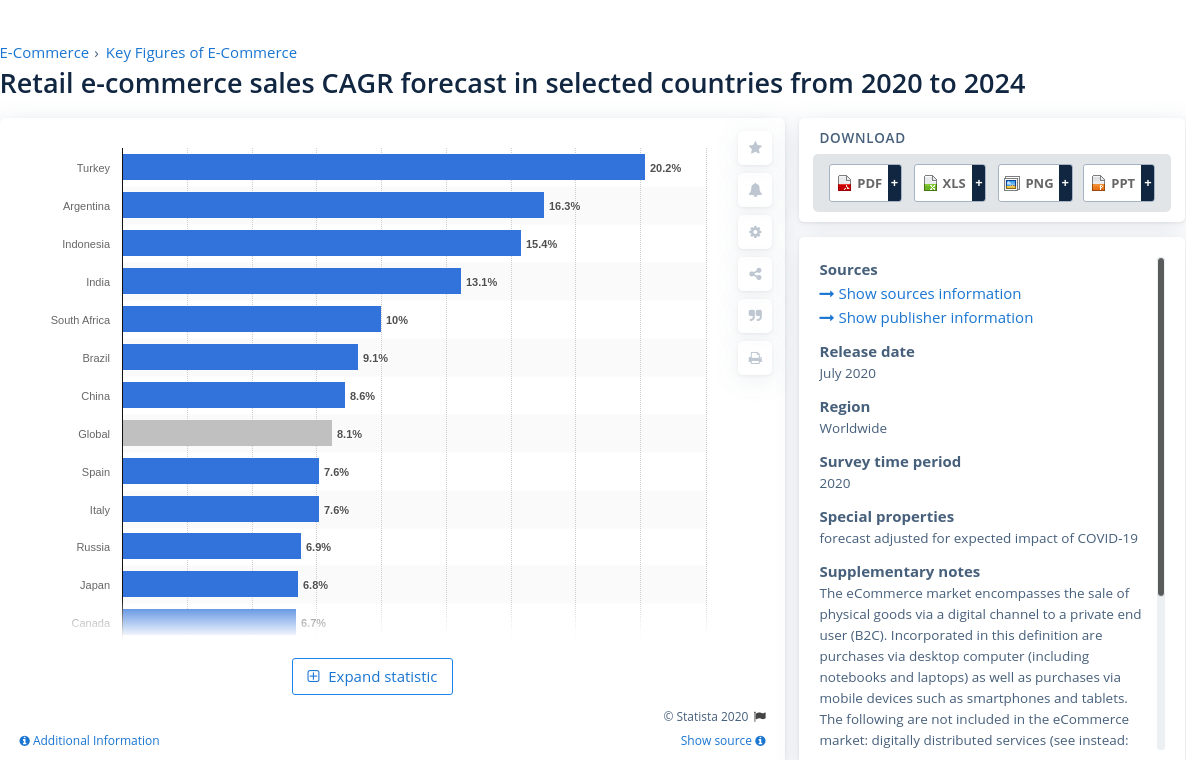 E-Commerce › Key Figures of E-Commerce
Retail e-commerce sales CAGR forecast in selected countries from 2020 to 2024
Turkey 20.2%
Argentina 16.3%
Indonesia 15.4%
India 13.1%
South Africa 10%
Brazil 9.1%
China 8.6%
Global 8.1%
Spain 7.6%
Italy 7.6%
Russia 6.9%
Japan 6.8%
Canada 6.7%
Expand statistic
© Statista 2020
Additional Information
Show source
DOWNLOAD
PDF + XLS + PNG + PPT +
Sources
Show sources information
Show publisher information
Release date
July 2020
Region
Worldwide
Survey time period
2020
Special properties
forecast adjusted for expected impact of COVID-19
Supplementary notes
The eCommerce market encompasses the sale of
physical goods via a digital channel to a private end
user (B2C). Incorporated in this definition are
purchases via desktop computer (including
notebooks and laptops) as well as purchases via
mobile devices such as smartphones and tablets.
The following are not included in the eCommerce
market: digitally distributed services (see instead: